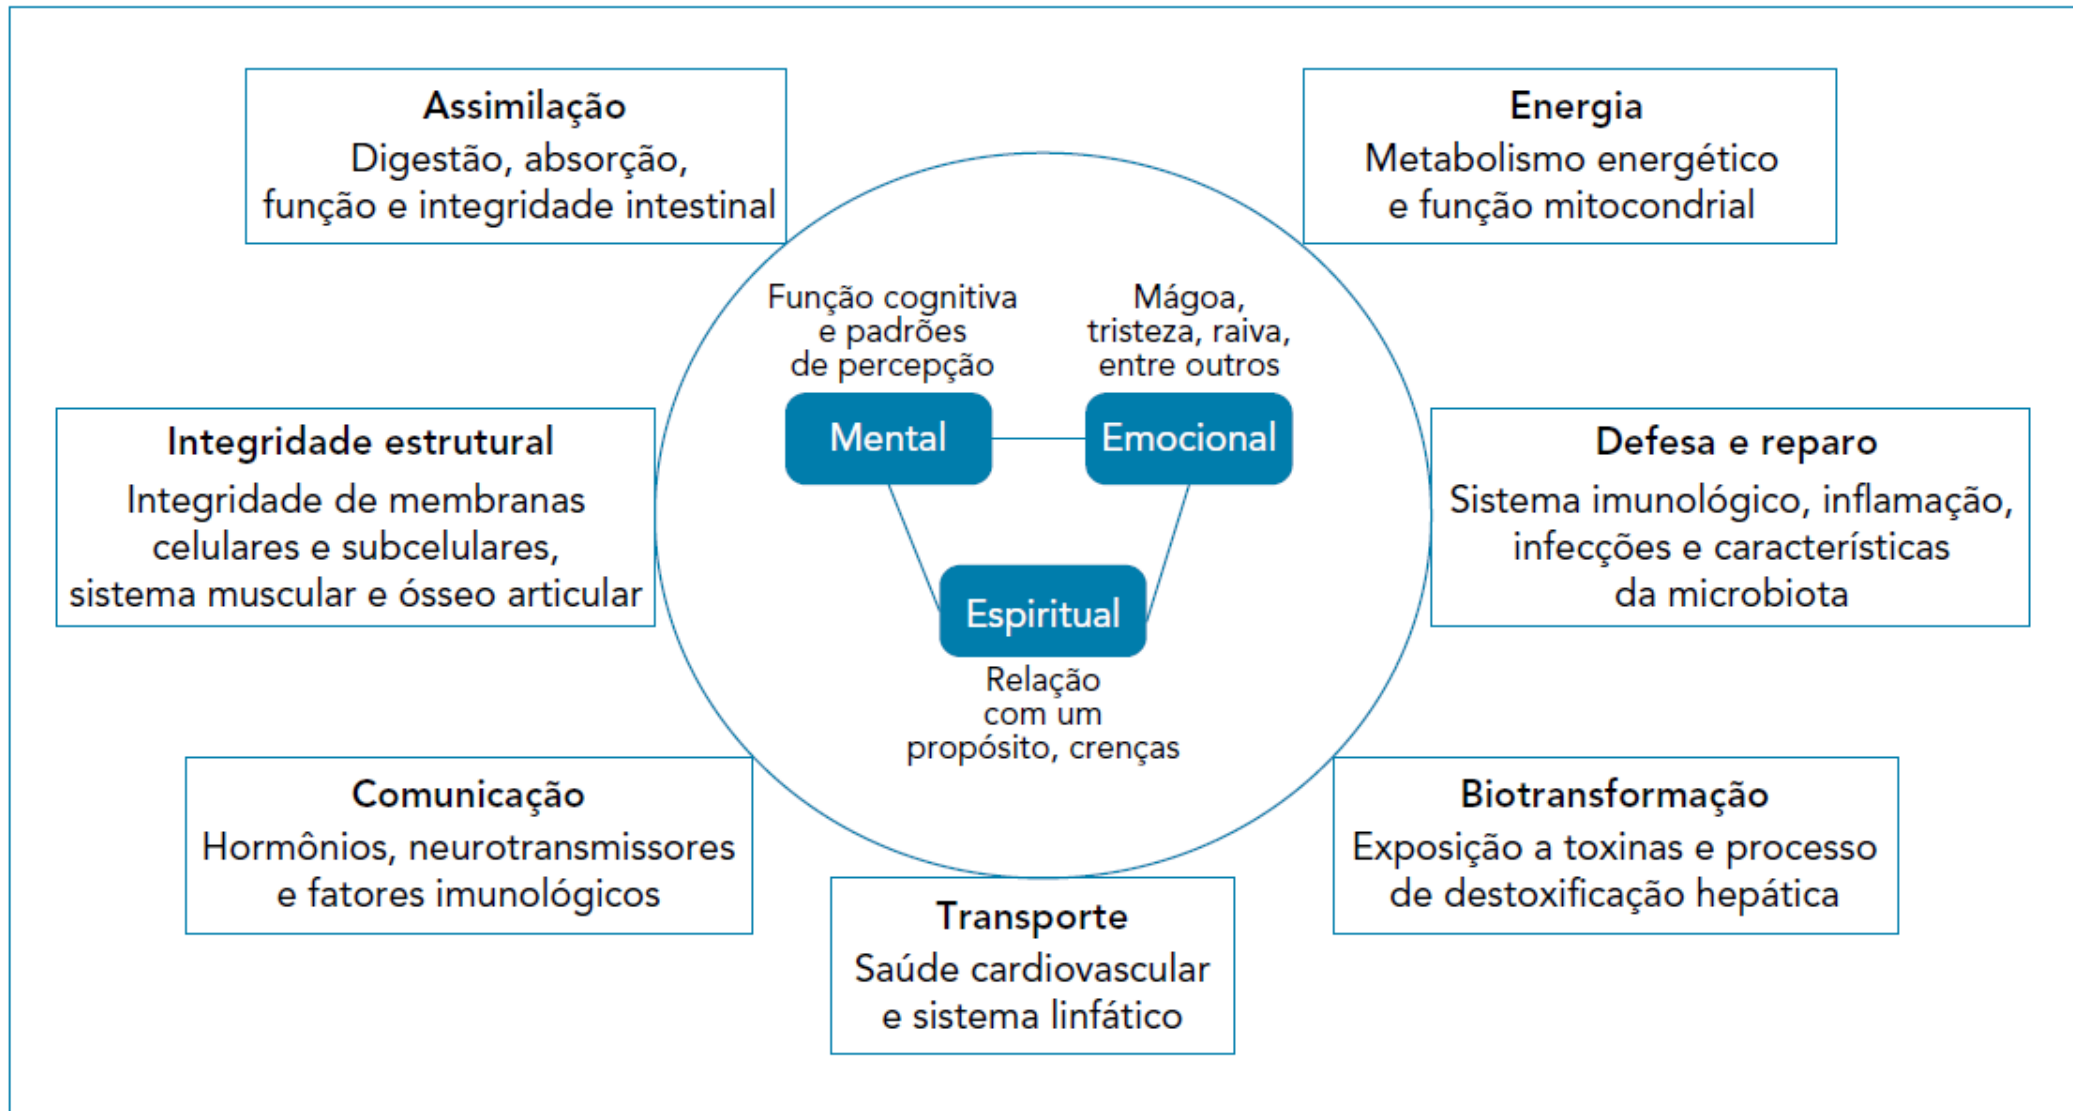 Assimilação
Digestão, absorção,
função e integridade intestinal
Energia
Metabolismo energético
e função mitocondrial
Função cognitiva
e padrões
de percepção
Mental
Mágoa,
tristeza, raiva,
entre outros
Emocional
Integridade estrutural
Integridade de membranas
celulares e subcelulares,
sistema muscular e ósseo articular
Defesa e reparo
Sistema imunológico, inflamação,
infecções e características
da microbiota
Espiritual
Relação
com um
propósito, crenças
Comunicação
Hormônios, neurotransmissores
e fatores imunológicos
Biotransformação
Exposição a toxinas e processo
de destoxificação hepática
Transporte
Saúde cardiovascular
e sistema linfático